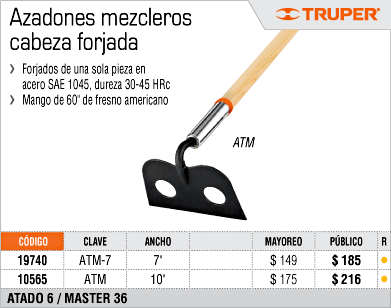 Azadones mezcleros
cabeza forjada
TRUPER®
› Forjados de una sola pieza en
acero SAE 1045, dureza 30-45 HRc
› Mango de 60" de fresno americano
ATM
CÓDIGO CLAVE ANCHO MAYOREO PÚBLICO R
19740 ATM-7 7" $ 149 $ 185
10565 ATM 10" $ 175 $ 216
ATADO 6 / MASTER 36